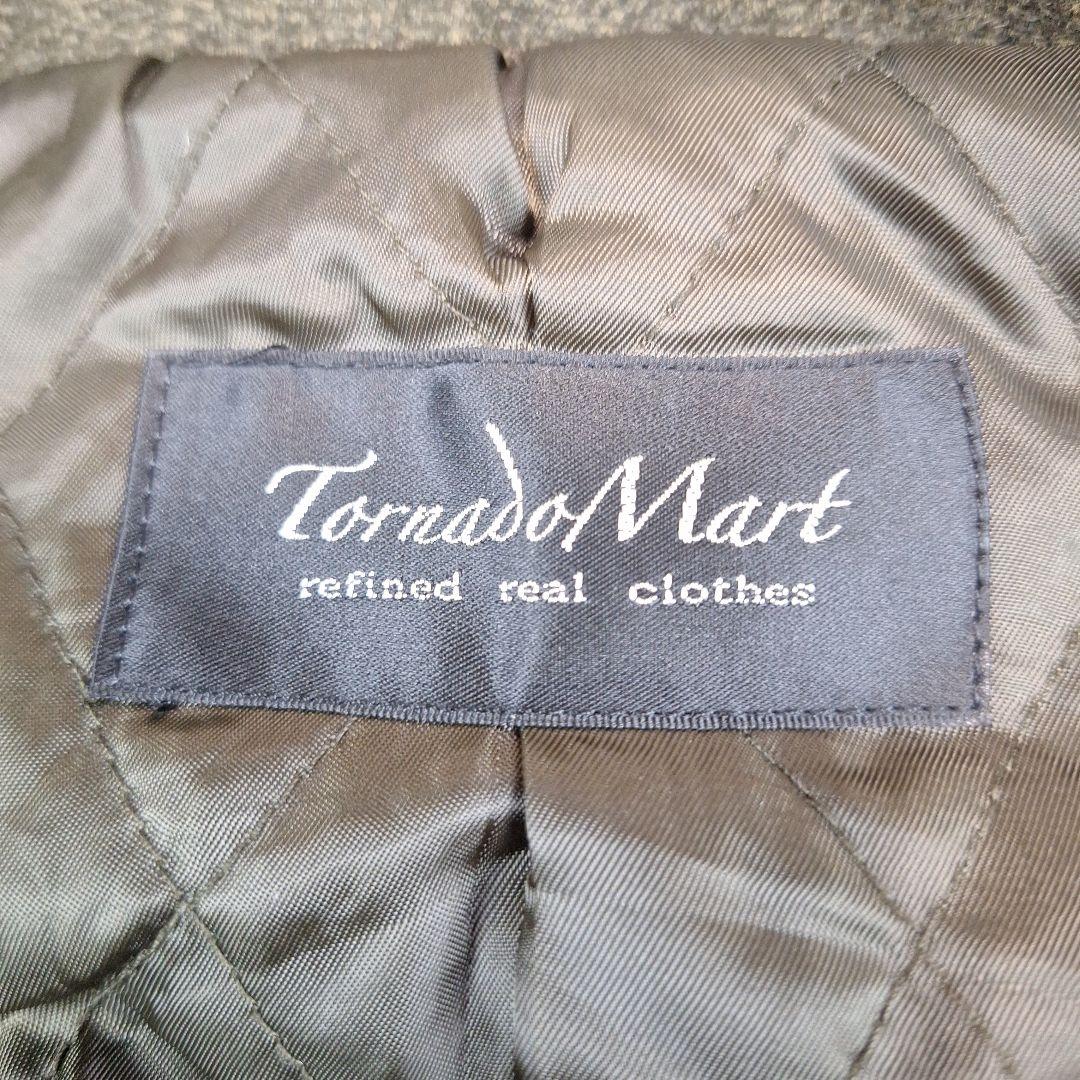 TornadoMart
refined real clothes